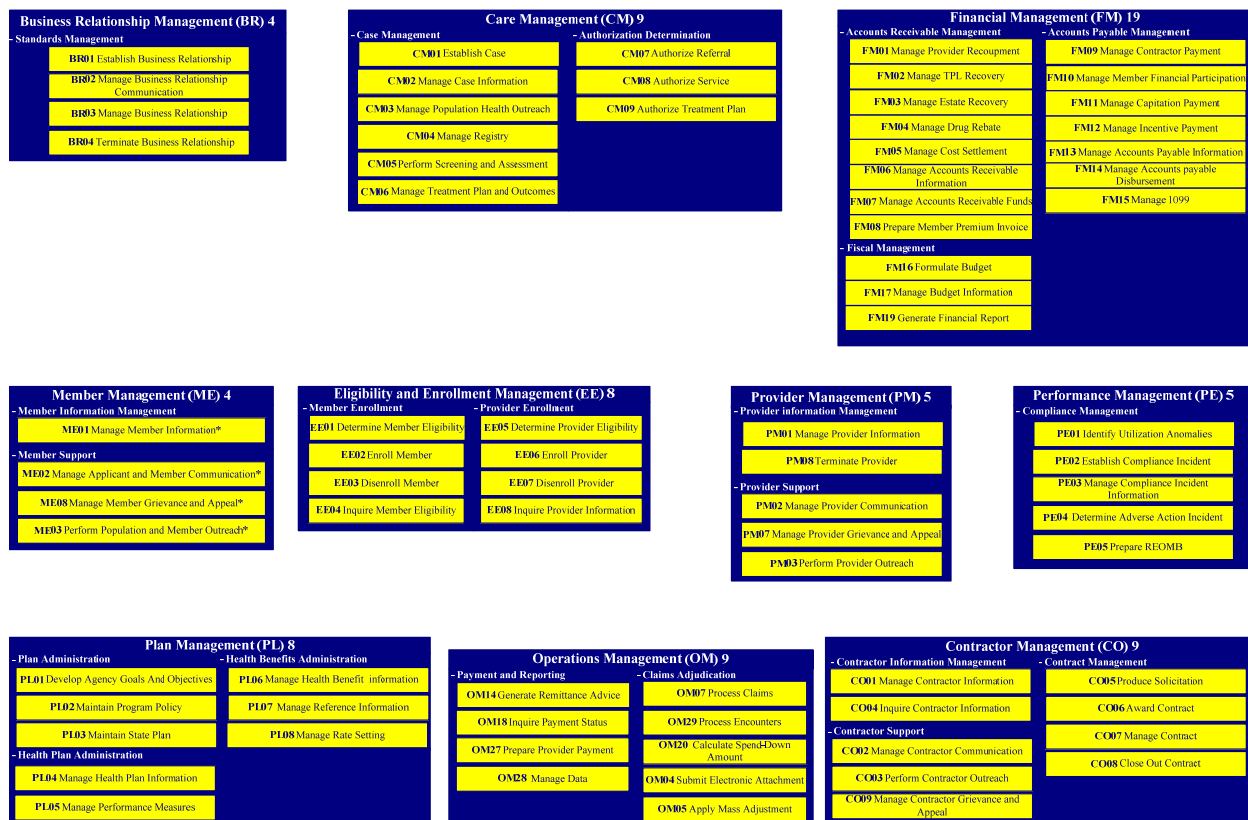 Business Relationship Management (BR) 4
- Standards Management
BR01 Establish Business Relationship
BR02 Manage Business Relationship
Communication
BR03 Manage Business Relationship
BR04 Terminate Business Relationship
Care Management (CM) 9
- Case Management
CM01 Establish Case
CM02 Manage Case Information
CM03 Manage Population Health Outreach
CM04 Manage Registry
CM05 Perform Screening and Assessment
CM06 Manage Treatment Plan and Outcomes
- Authorization Determination
CM07 Authorize Referral
CM08 Authorize Service
CM09 Authorize Treatment Plan
Financial Management (FM) 19
- Accounts Receivable Management
FM01 Manage Provider Recoupment
FM02 Manage TPL Recovery
FM03 Manage Estate Recovery
FM04 Manage Drug Rebate
FM05 Manage Cost Settlement
FM06 Manage Accounts Receivable
Information
FM07 Manage Accounts Receivable Funds
FM08 Prepare Member Premium Invoice
- Fiscal Management
FM16 Formulate Budget
FM17 Manage Budget Information
FM19 Generate Financial Report
- Accounts Payable Management
FM09 Manage Contractor Payment
FM10 Manage Member Financial Participation
FM11 Manage Capitation Payment
FM12 Manage Incentive Payment
FM13 Manage Accounts Payable Information
FM14 Manage Accounts payable
Disbursement
FM15 Manage 1099
Member Management (ME) 4
- Member Information Management
ME01 Manage Member Information*
- Member Support
ME02 Manage Applicant and Member Communication*
ME08 Manage Member Grievance and Appeal*
ME03 Perform Population and Member Outreach*
Eligibility and Enrollment Management (EE) 8
- Member Enrollment
EE01 Determine Member Eligibility
EE02 Enroll Member
EE03 Disenroll Member
EE04 Inquire Member Eligibility
- Provider Enrollment
EE05 Determine Provider Eligibility
EE06 Enroll Provider
EE07 Disenroll Provider
EE08 Inquire Provider Information
Provider Management (PM) 5
- Provider information Management
PM01 Manage Provider Information
PM08 Terminate Provider
- Provider Support
PM02 Manage Provider Communication
PM07 Manage Provider Grievance and Appeal
PM03 Perform Provider Outreach
Performance Management (PE) 5
- Compliance Management
PE01 Identify Utilization Anomalies
PE02 Establish Compliance Incident
PE03 Manage Compliance Incident
Information
PE04 Determine Adverse Action Incident
PE05 Prepare REOMB
Plan Management (PL) 8
- Plan Administration
PL01 Develop Agency Goals And Objectives
PL02 Maintain Program Policy
PL03 Maintain State Plan
- Health Plan Administration
PL04 Manage Health Plan Information
PL05 Manage Performance Measures
- Health Benefits Administration
PL06 Manage Health Benefit information
PL07 Manage Reference Information
PL08 Manage Rate Setting
Operations Management (OM) 9
- Payment and Reporting
OM14 Generate Remittance Advice
OM18 Inquire Payment Status
OM27 Prepare Provider Payment
OM28 Manage Data
- Claims Adjudication
OM07 Process Claims
OM29 Process Encounters
OM20 Calculate Spend-Down
Amount
OM04 Submit Electronic Attachment
OM05 Apply Mass Adjustment
Contractor Management (CO) 9
- Contractor Information Management
CO01 Manage Contractor Information
CO04 Inquire Contractor Information
- Contractor Support
CO02 Manage Contractor Communication
CO03 Perform Contractor Outreach
CO09 Manage Contractor Grievance and
Appeal
- Contract Management
CO05 Produce Solicitation
CO06 Award Contract
CO07 Manage Contract
CO08 Close Out Contract